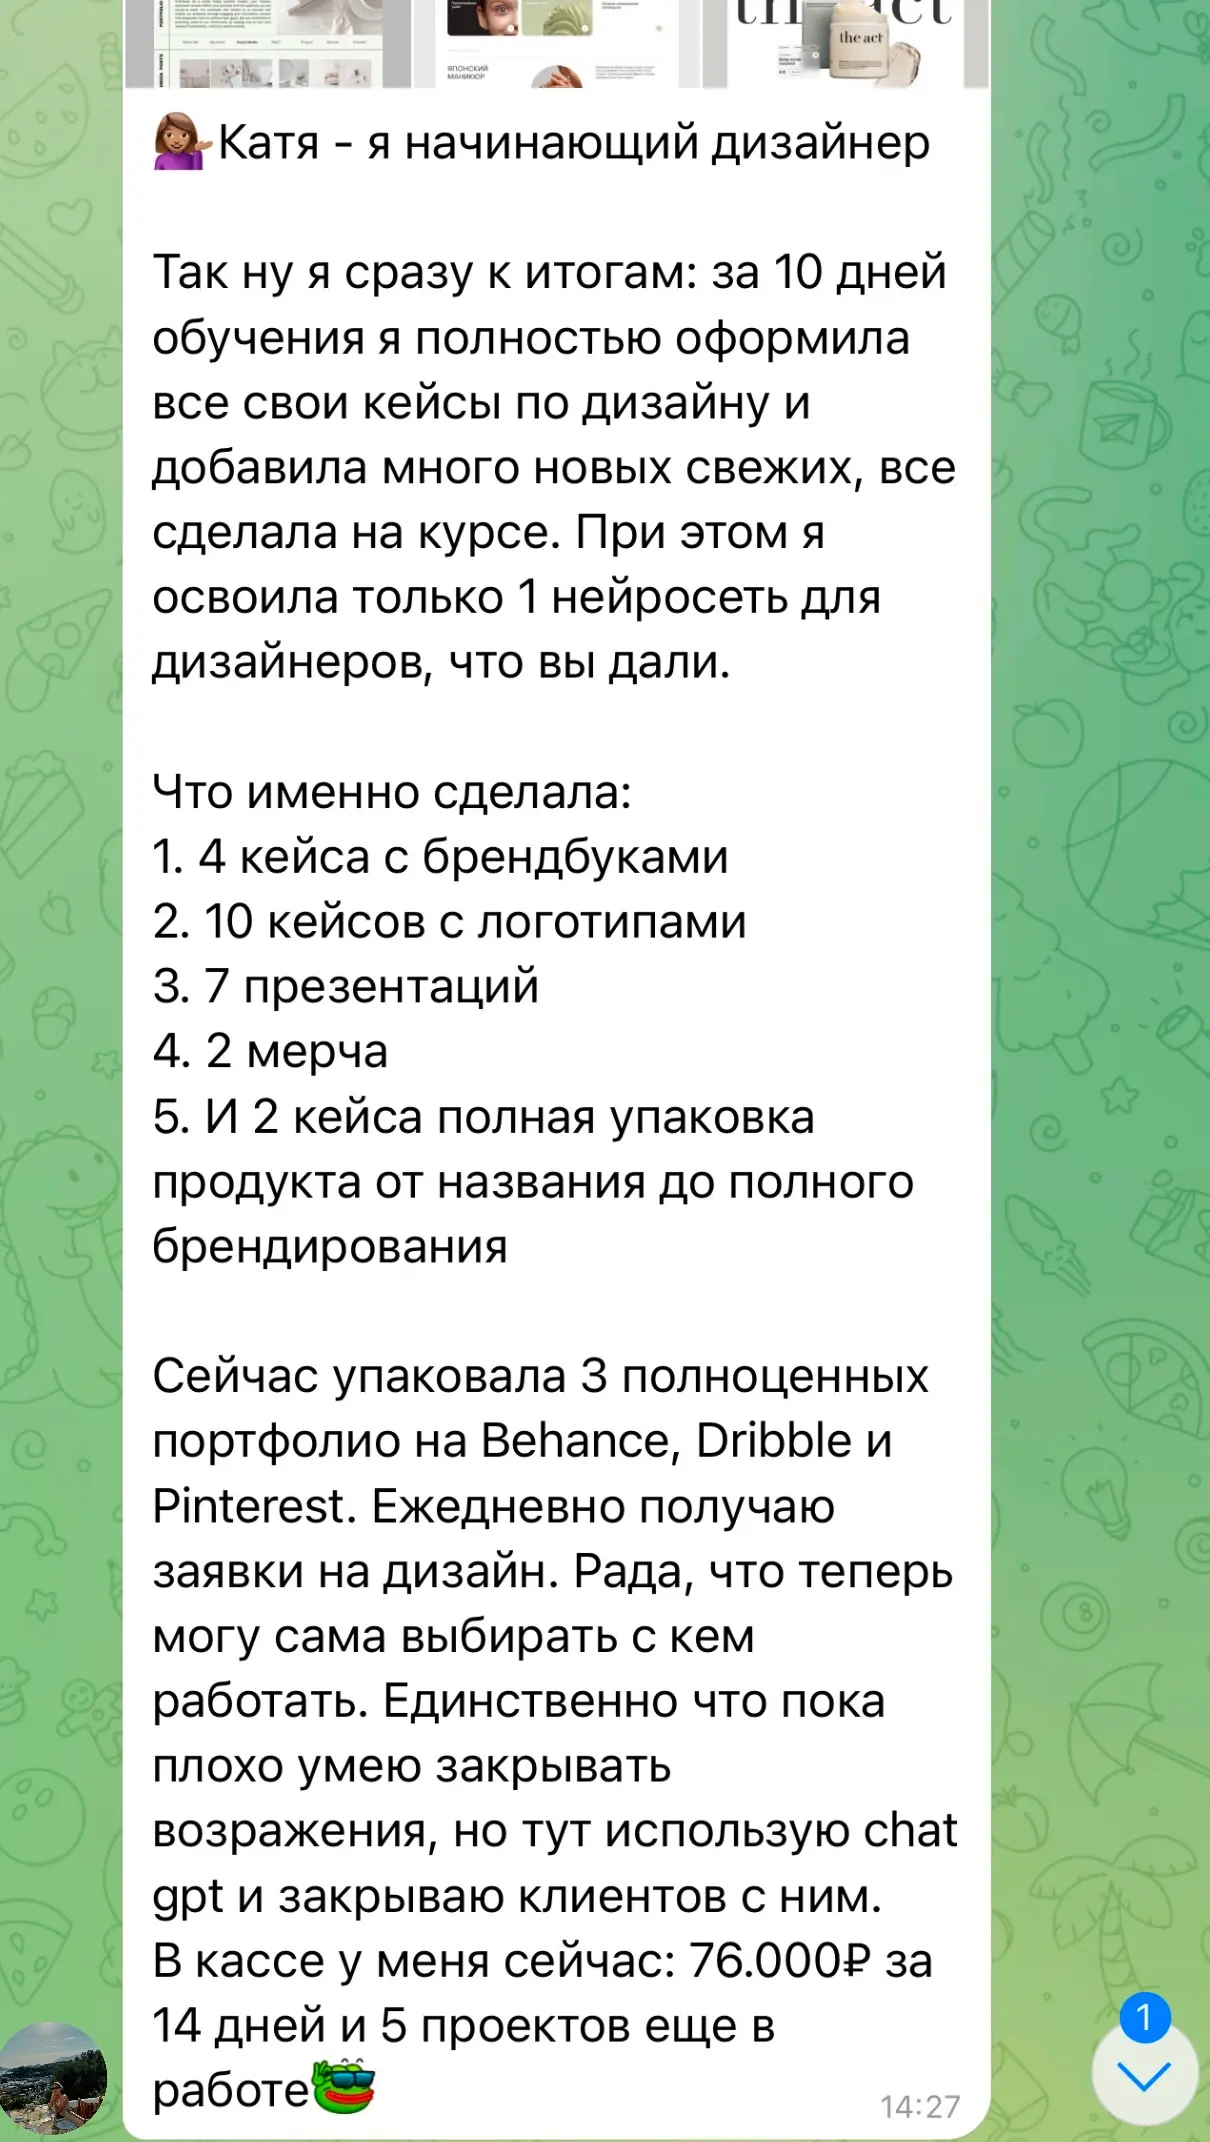 the act
ЯПОНСКИЙ
МАНИКЮР
the act
💁🏽‍♀️Катя - я начинающий дизайнер
Так ну я сразу к итогам: за 10 дней
обучения я полностью оформила
все свои кейсы по дизайну и
добавила много новых свежих, все
сделала на курсе. При этом я
освоила только 1 нейросеть для
дизайнеров, что вы дали.
Что именно сделала:
1. 4 кейса с брендбуками
2. 10 кейсов с логотипами
3. 7 презентаций
4. 2 мерча
5. И 2 кейса полная упаковка
продукта от названия до полного
брендирования
Сейчас упаковала 3 полноценных
портфолио на Behance, Dribble и
Pinterest. Ежедневно получаю
заявки на дизайн. Рада, что теперь
могу сама выбирать с кем
работать. Единственно что пока
плохо умею закрывать
возражения, но тут использую chat
gpt и закрываю клиентов с ним.
В кассе у меня сейчас: 76.000₽ за
14 дней и 5 проектов еще в
работе
14:27
1